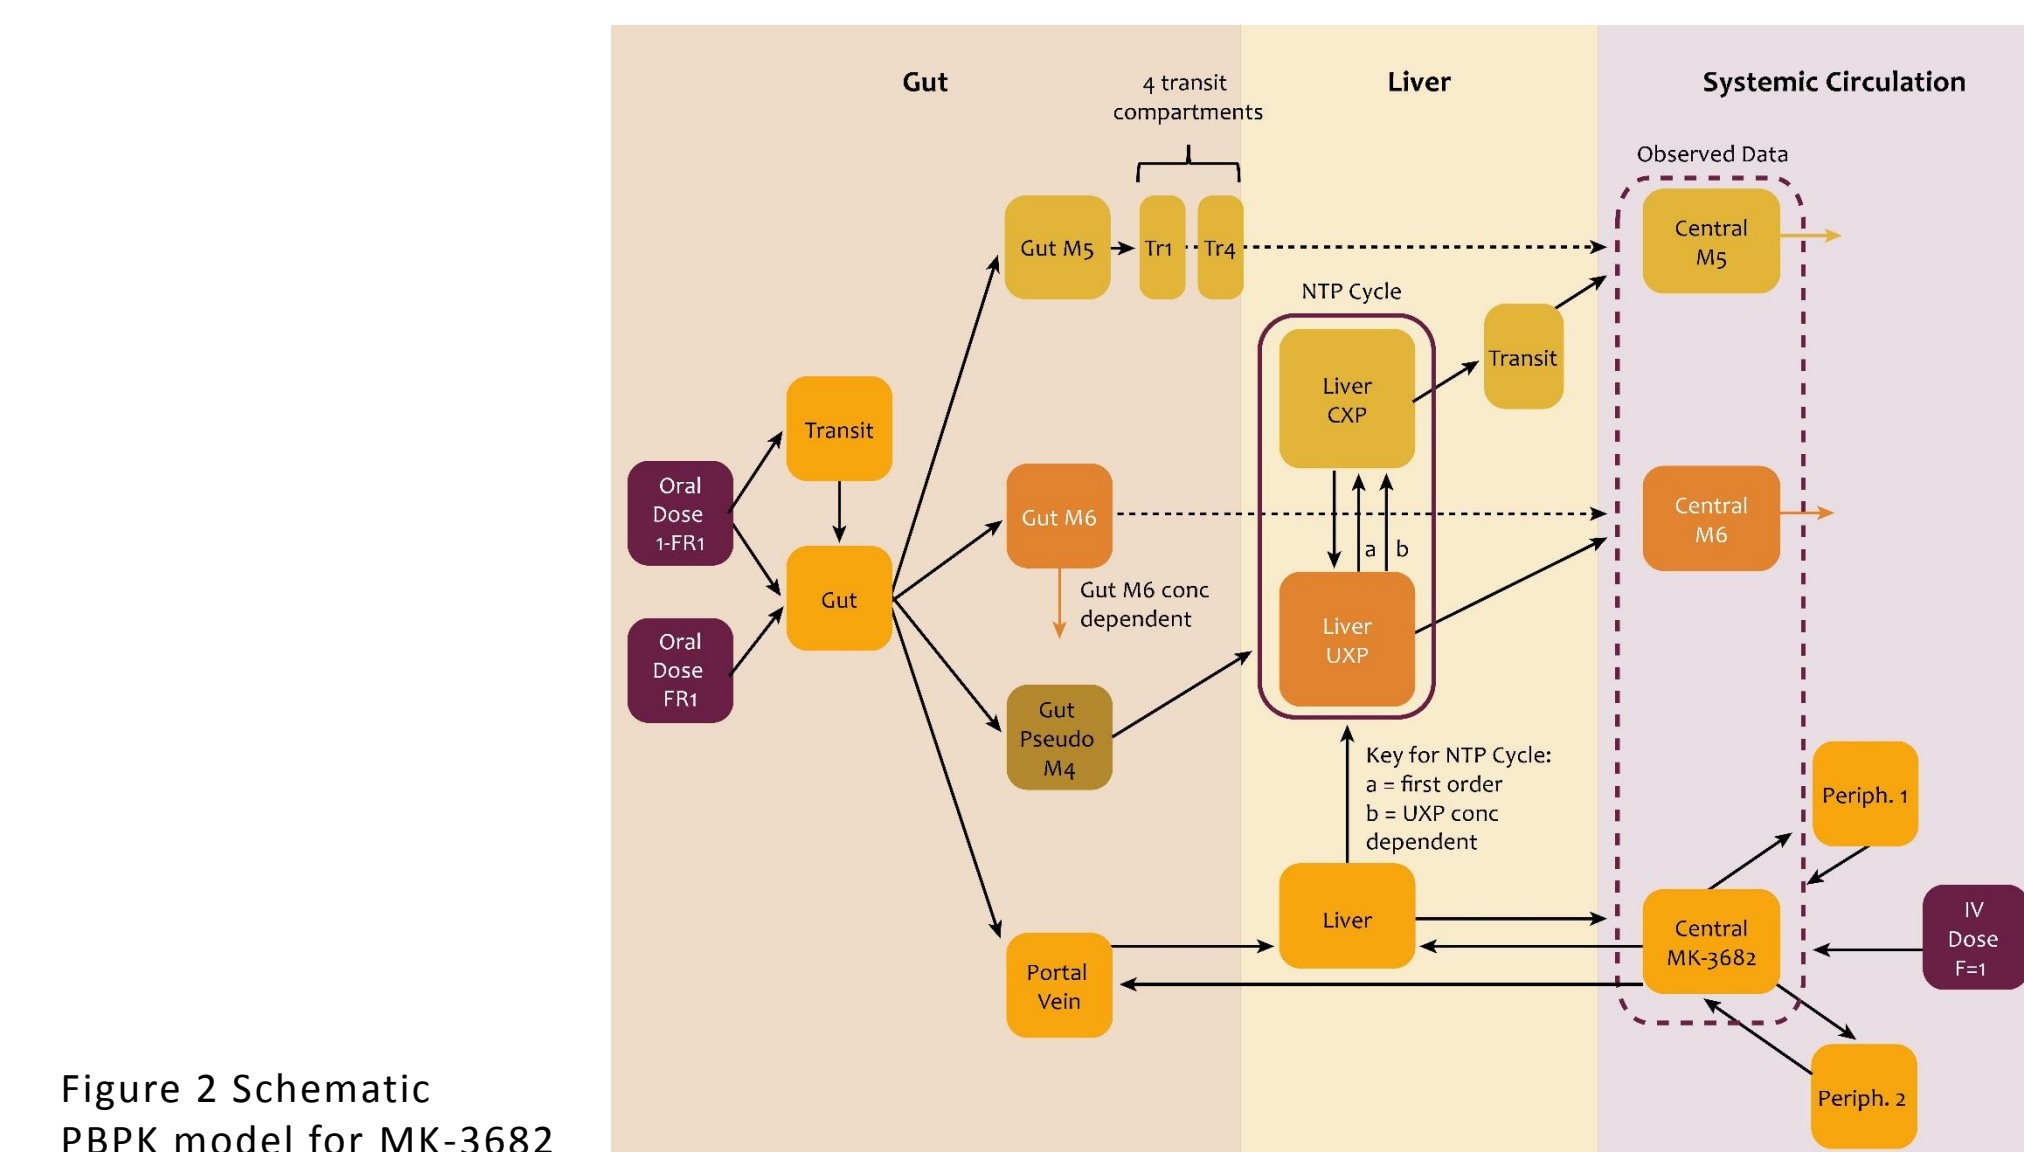 Gut
Liver
Systemic Circulation
4 transit
compartments
Observed Data
Gut M5
Tr1
Tr4
Central
M5
NTP Cycle
Liver
CXP
Transit
Transit
Oral
Dose
1-FR1
Gut
Oral
Dose
FR1
Gut M6
Gut M6 conc
dependent
a
b
Central
M6
Liver
UXP
Gut
Pseudo
M4
Key for NTP Cycle:
a = first order
b = UXP conc
dependent
Periph. 1
Liver
Central
MK-3682
IV
Dose
F=1
Portal
Vein
Periph. 2
Figure 2 Schematic
PBPK model for MK-3682